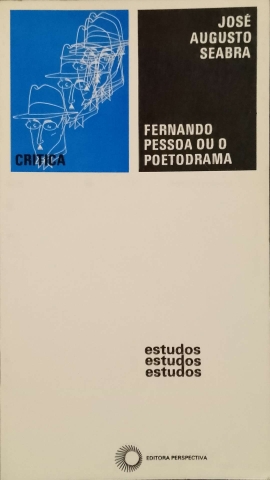 JOSÉ
AUGUSTO
SEABRA
FERNANDO
PESSOA OU O
POETODRAMA
CRÍTICA
estudos
estudos
estudos
EDITORA PERSPECTIVA